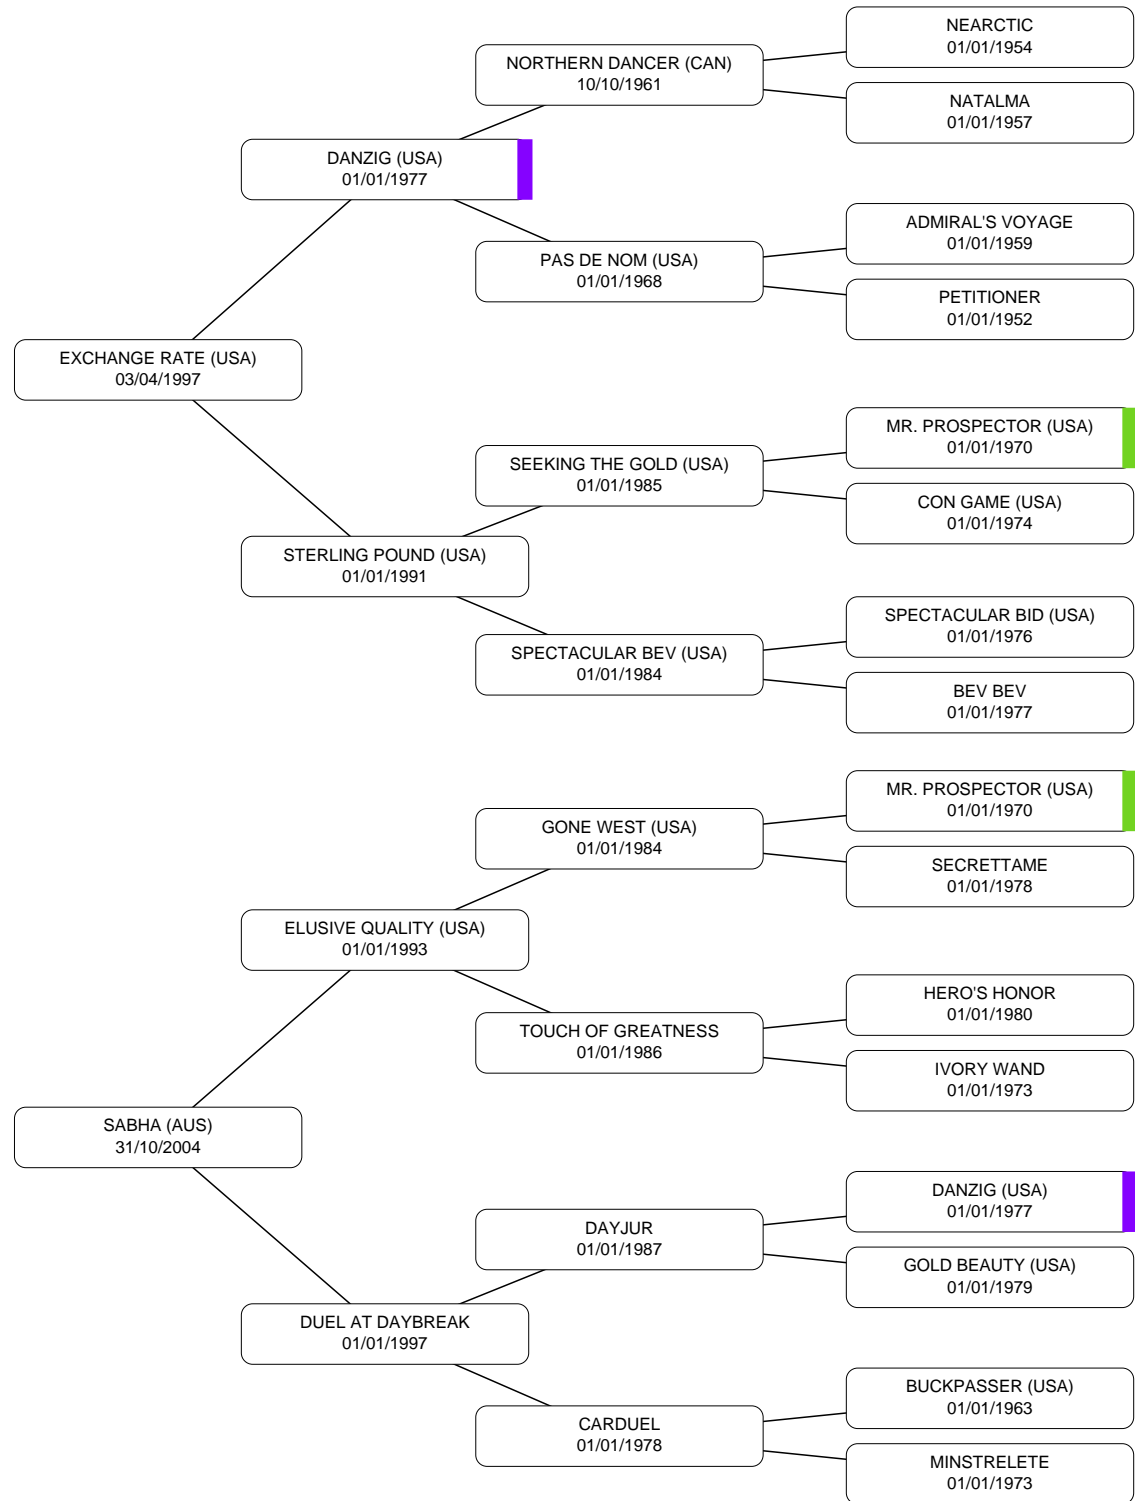 NEARCTIC
01/01/1954
NORTHERN DANCER (CAN)
10/10/1961
NATALMA
01/01/1957
DANZIG (USA)
01/01/1977
ADMIRAL'S VOYAGE
01/01/1959
PAS DE NOM (USA)
01/01/1968
PETITIONER
01/01/1952
EXCHANGE RATE (USA)
03/04/1997
MR. PROSPECTOR (USA)
01/01/1970
SEEKING THE GOLD (USA)
01/01/1985
CON GAME (USA)
01/01/1974
STERLING POUND (USA)
01/01/1991
SPECTACULAR BID (USA)
01/01/1976
SPECTACULAR BEV (USA)
01/01/1984
BEV BEV
01/01/1977
MR. PROSPECTOR (USA)
01/01/1970
GONE WEST (USA)
01/01/1984
SECRETTAME
01/01/1978
ELUSIVE QUALITY (USA)
01/01/1993
HERO'S HONOR
01/01/1980
TOUCH OF GREATNESS
01/01/1986
IVORY WAND
01/01/1973
SABHA (AUS)
31/10/2004
DANZIG (USA)
01/01/1977
DAYJUR
01/01/1987
GOLD BEAUTY (USA)
01/01/1979
DUEL AT DAYBREAK
01/01/1997
BUCKPASSER (USA)
01/01/1963
CARDUEL
01/01/1978
MINSTRELETE
01/01/1973